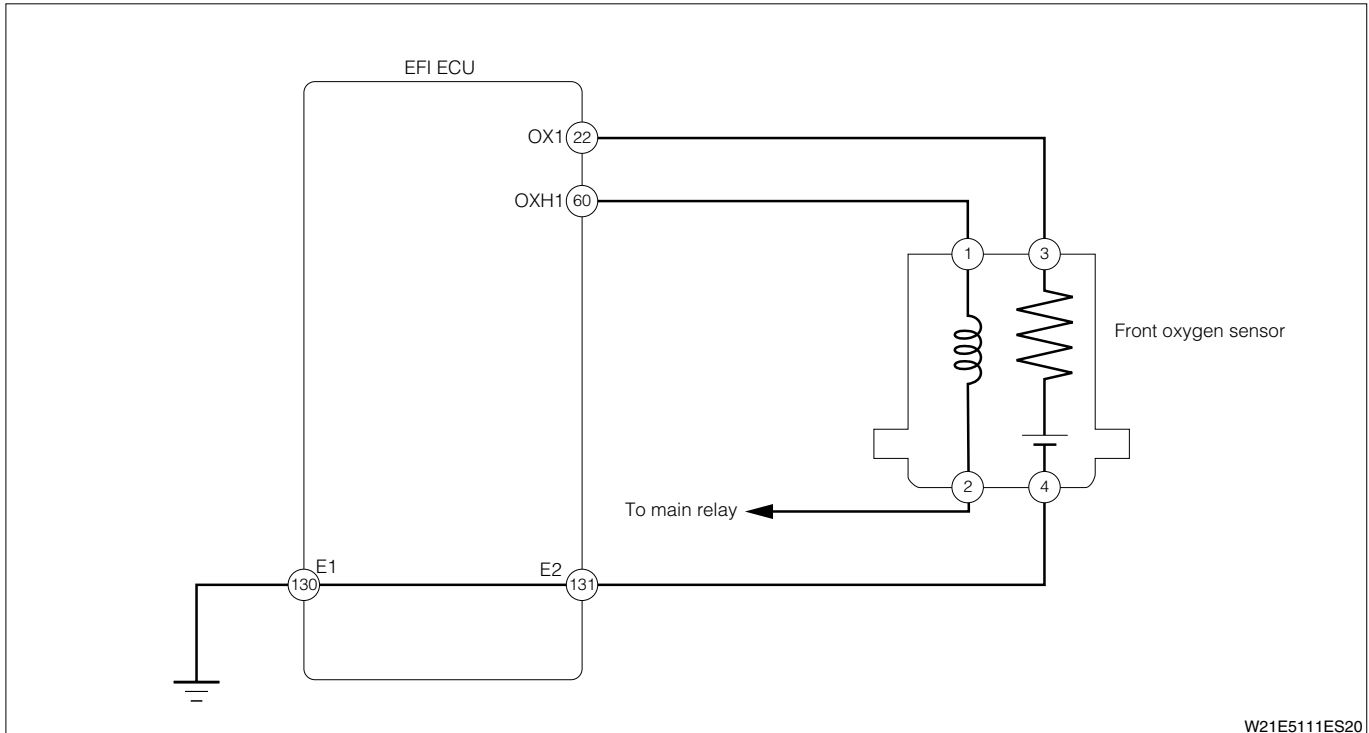 EFI ECU
OX1 22
OXH1 60
1 3
Front oxygen sensor
2 4
To main relay
E1 E2
130 131
W21E5111ES20